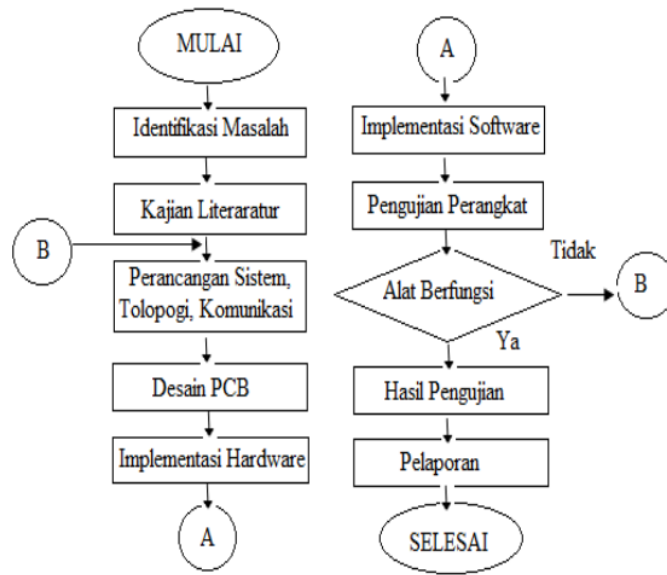 MULAI
Identifikasi Masalah
Kajian Literaratur
B
Perancangan Sistem,
Tolopogi, Komunikasi
Desain PCB
Implementasi Hardware
A
A
Implementasi Software
Pengujian Perangkat
Alat Berfungsi
Tidak
B
Ya
Hasil Pengujian
Pelaporan
SELESAI